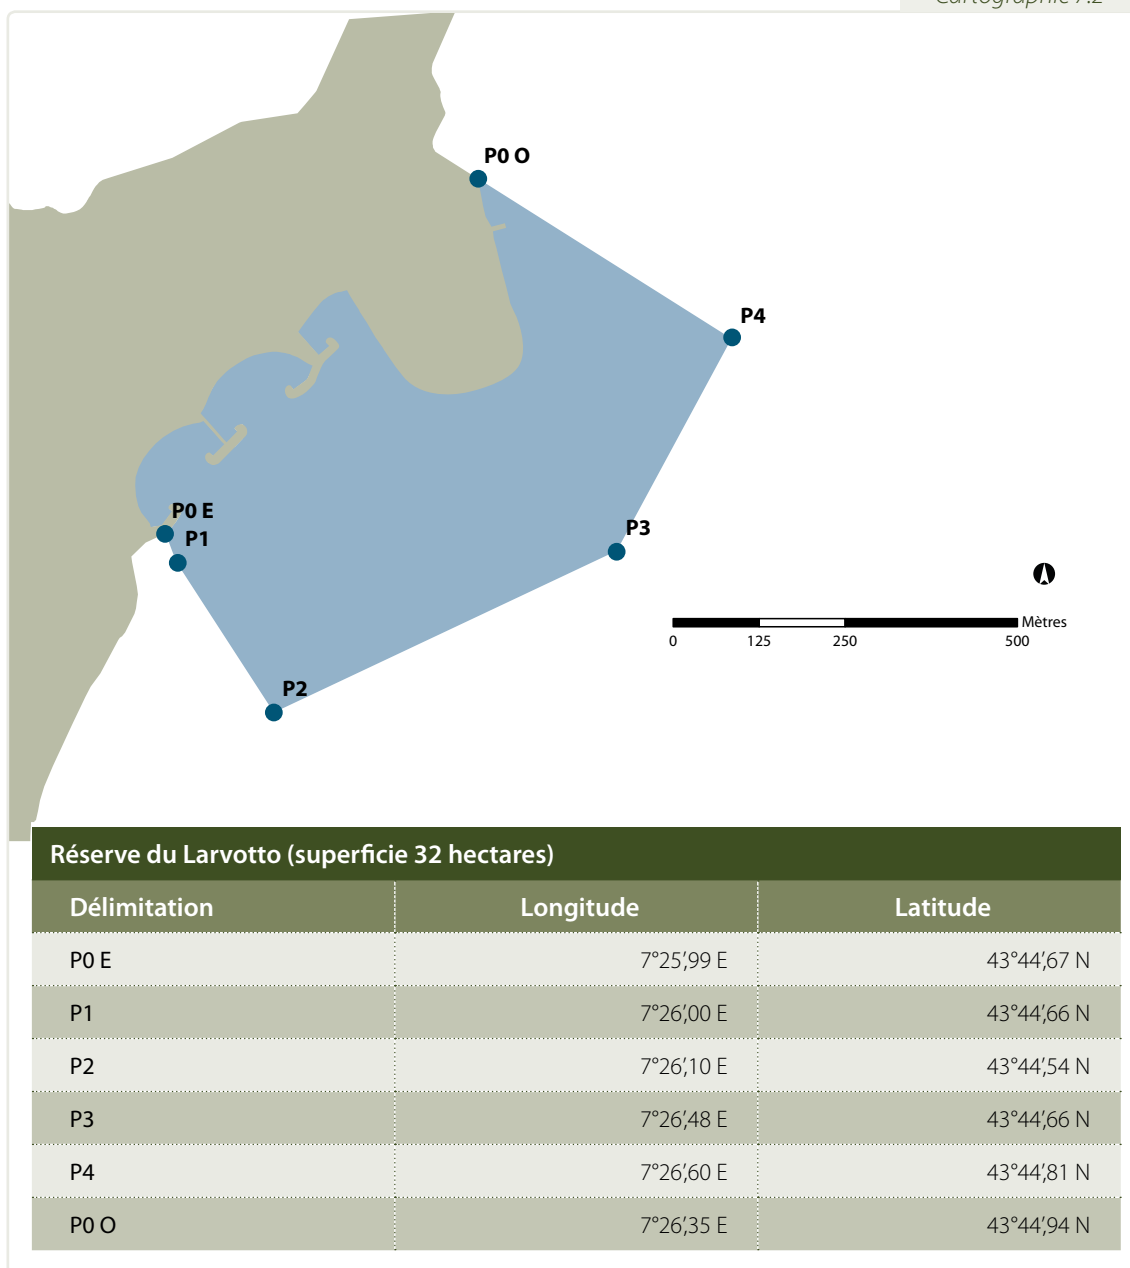 Cartographie 7.2
P0 O
P4
P0 E
P1
P3
Mètres
0 125 250 500
P2
Réserve du Larvotto (superficie 32 hectares)
Délimitation Longitude Latitude
P0 E 7°25',99 E 43°44',67 N
P1 7°26',00 E 43°44',66 N
P2 7°26',10 E 43°44',54 N
P3 7°26',48 E 43°44',66 N
P4 7°26',60 E 43°44',81 N
P0 O 7°26',35 E 43°44',94 N